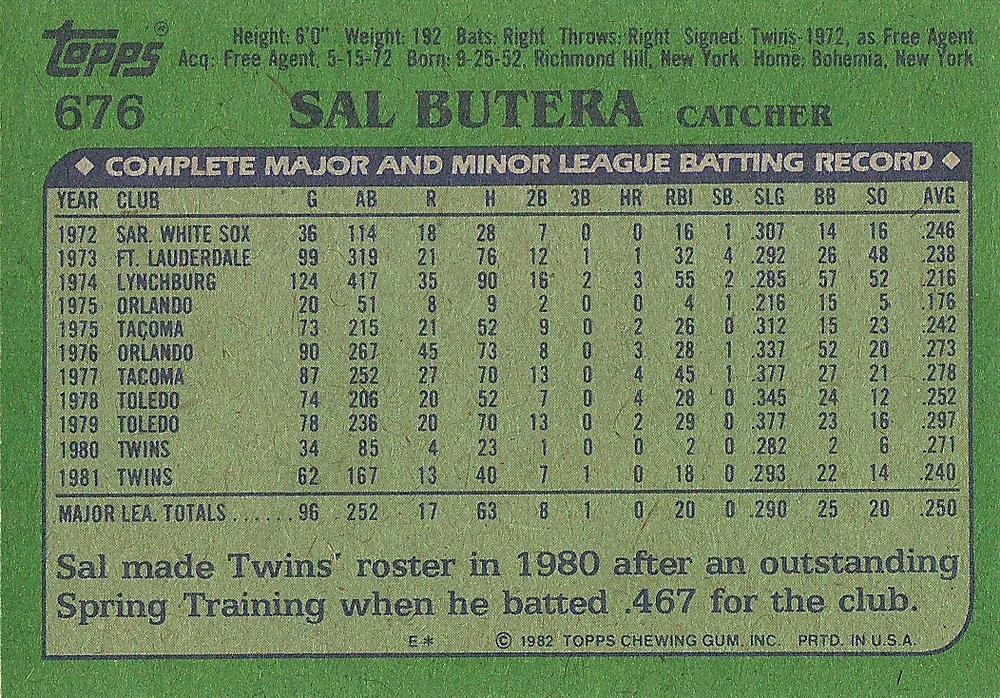 Topps® Height: 6'0" Weight: 192 Bats: Right Throws: Right Signed: Twins-1972, as Free Agent
Acq: Free Agent, 5-15-72 Born: 9-25-52, Richmond Hill, New York Home: Bohemia, New York
676 SAL BUTERA CATCHER
◆ COMPLETE MAJOR AND MINOR LEAGUE BATTING RECORD ◆
YEAR CLUB G AB R H 2B 3B HR RBI SB SLG BB SO AVG
1972 SAR. WHITE SOX 36 114 18 28 7 0 0 16 1 .307 14 16 .246
1973 FT. LAUDERDALE 99 319 21 76 12 1 1 32 4 .292 26 48 .238
1974 LYNCHBURG 124 417 35 90 16 2 3 55 2 .285 57 52 .216
1975 ORLANDO 20 51 8 9 2 0 0 4 1 .216 15 5 .176
1975 TACOMA 73 215 21 52 9 0 2 26 0 .312 15 23 .242
1976 ORLANDO 90 267 45 73 8 0 3 28 1 .337 52 20 .273
1977 TACOMA 87 252 27 70 13 0 4 45 1 .377 27 21 .278
1978 TOLEDO 74 206 20 52 7 0 4 28 0 .345 24 12 .252
1979 TOLEDO 78 236 20 70 13 0 2 29 0 .377 23 16 .297
1980 TWINS 34 85 4 23 1 0 0 2 0 .282 2 6 .271
1981 TWINS 62 167 13 40 7 1 0 18 0 .293 22 14 .240
MAJOR LEA. TOTALS ....... 96 252 17 63 8 1 0 20 0 .290 25 20 .250
Sal made Twins' roster in 1980 after an outstanding
Spring Training when he batted .467 for the club.
E* © 1982 TOPPS CHEWING GUM, INC. PRTD. IN U.S.A.